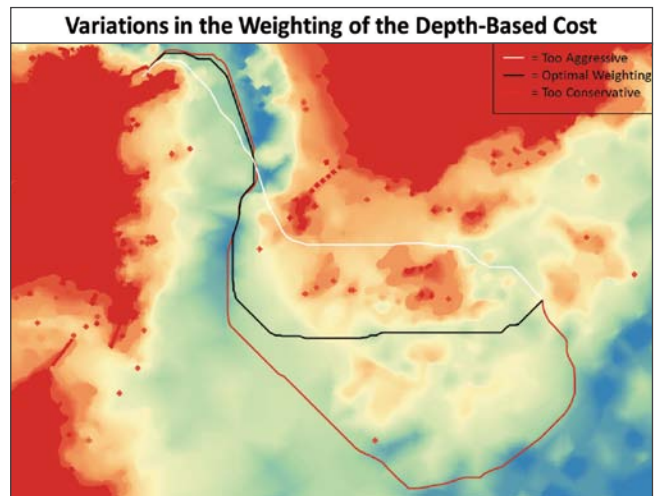 Variations in the Weighting of the Depth-Based Cost
= Too Aggressive
= Optimal Weighting
= Too Conservative